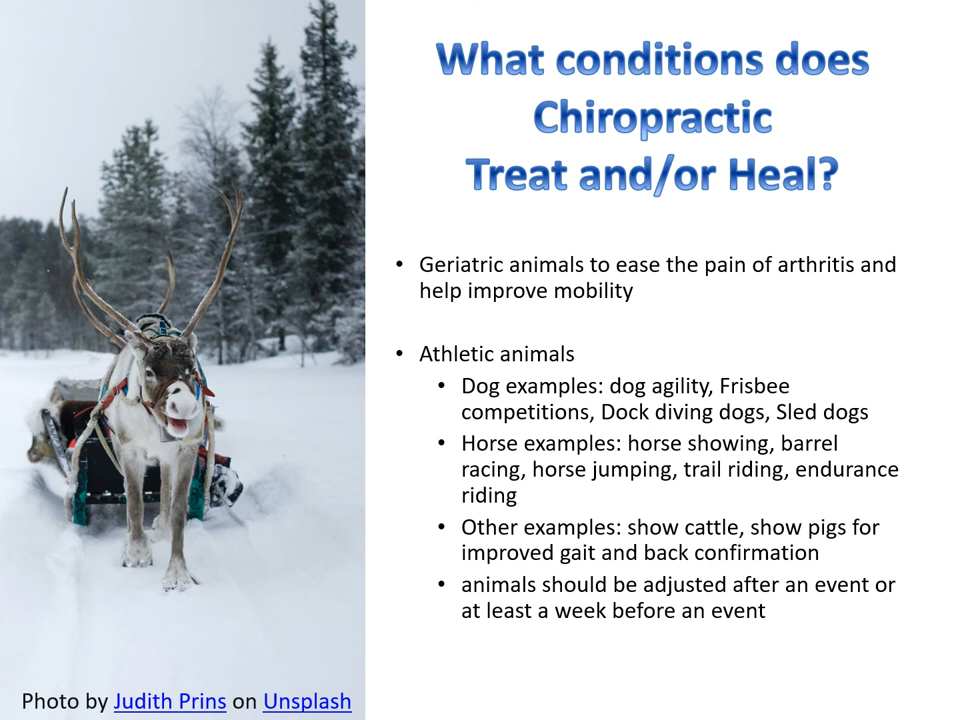 What conditions does
Chiropractic
Treat and/or Heal?
• Geriatric animals to ease the pain of arthritis and
help improve mobility
• Athletic animals
• Dog examples: dog agility, Frisbee
competitions, Dock diving dogs, Sled dogs
• Horse examples: horse showing, barrel
racing, horse jumping, trail riding, endurance
riding
• Other examples: show cattle, show pigs for
improved gait and back confirmation
• animals should be adjusted after an event or
at least a week before an event
Photo by Judith Prins on Unsplash